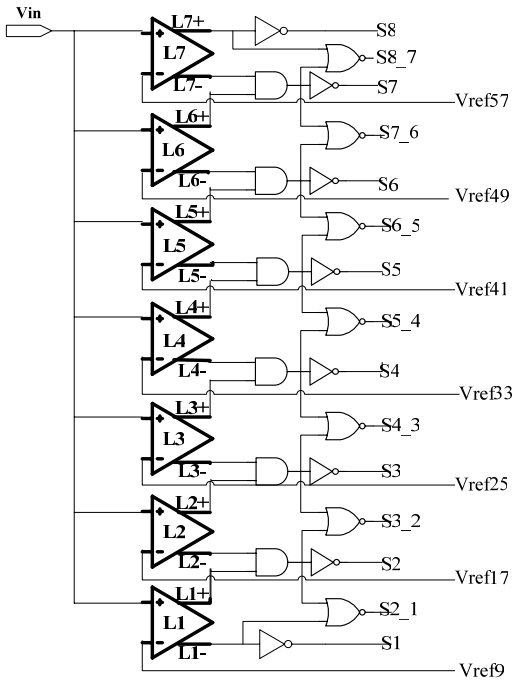 Vin
L7+
S8
L7
S8_7
L7-
S7
Vref57
L6+
L6
S7_6
L6-
S6
Vref49
L5+
L5
S6_5
L5-
S5
Vref41
L4+
L4
S5_4
L4-
S4
Vref33
L3+
L3
S4_3
L3-
S3
Vref25
L2+
L2
S3_2
L2-
S2
Vref17
L1+
L1
S2_1
L1-
S1
Vref9